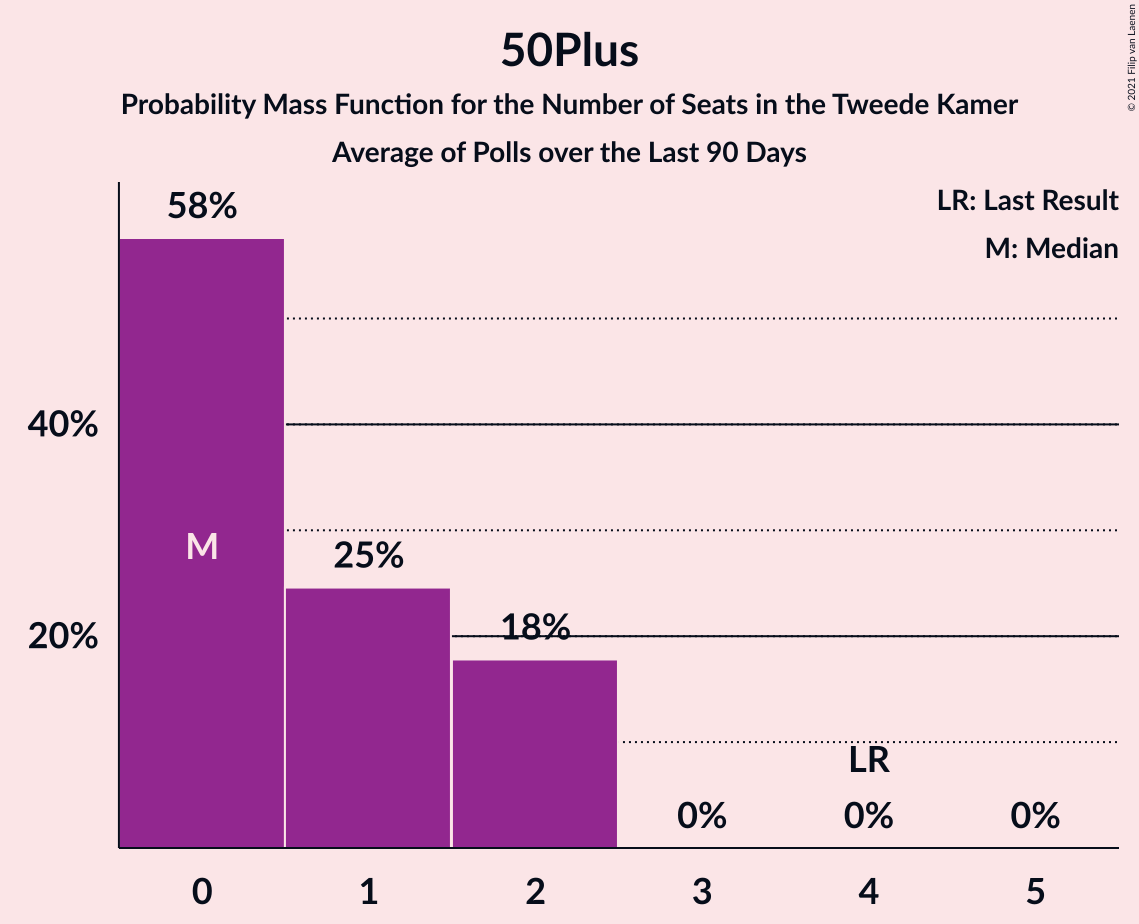 50Plus
Probability Mass Function for the Number of Seats in the Tweede Kamer
Average of Polls over the Last 90 Days
© 2021 Filip van Laenen
LR: Last Result
M: Median
58%
40%
M
25%
20%
18%
LR
0%
0%
0%
0
1
2
3
4
5